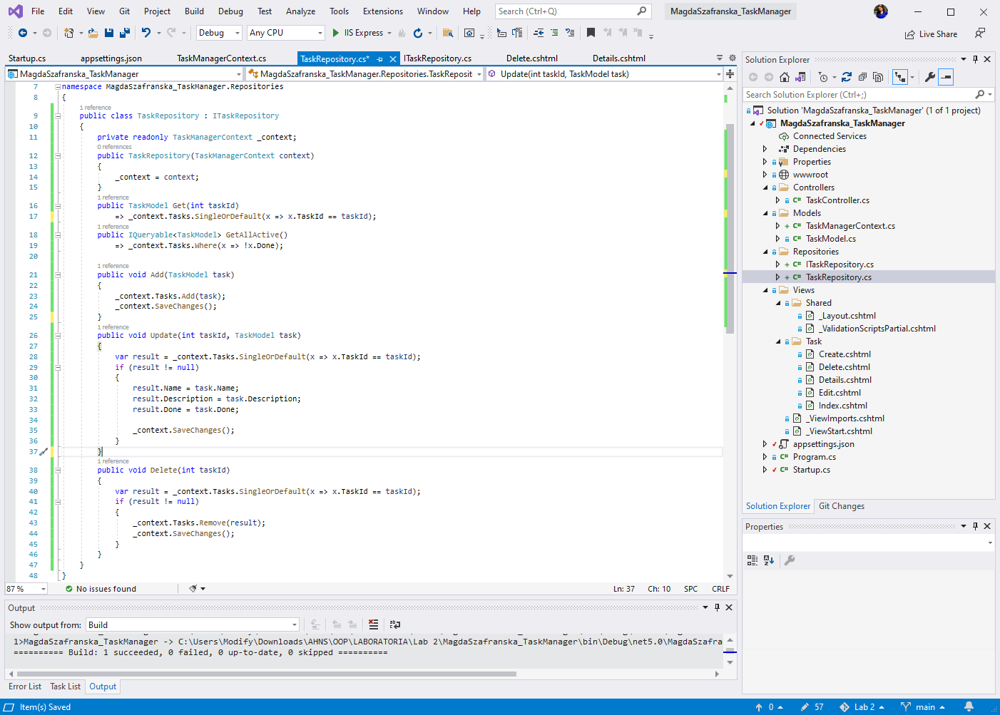 File Edit View Git Project Build Debug Test Analyze Tools Extensions Window Help Search (Ctrl+Q) MagdaSzafranska_TaskManager
Debug Any CPU IIS Express Live Share
Startup.cs appsettings.json TaskManagerContext.cs TaskRepository.cs* ITaskRepository.cs Delete.cshtml Details.cshtml
MagdaSzafranska_TaskManager MagdaSzafranska_TaskManager.Repositories.TaskReposit Update(int taskId, TaskModel task)
7 namespace MagdaSzafranska_TaskManager.Repositories
8 {
1 reference
9 public class TaskRepository : ITaskRepository
10 {
11 private readonly TaskManagerContext _context;
0 references
12 public TaskRepository(TaskManagerContext context)
13 {
14 _context = context;
15 }
1 reference
16 public TaskModel Get(int taskId)
17 => _context.Tasks.SingleOrDefault(x => x.TaskId == taskId);
1 reference
18 public IQueryable<TaskModel> GetAllActive()
19 => _context.Tasks.Where(x => !x.Done);
20
1 reference
21 public void Add(TaskModel task)
22 {
23 _context.Tasks.Add(task);
24 _context.SaveChanges();
25 }
1 reference
26 public void Update(int taskId, TaskModel task)
27 {
28 var result = _context.Tasks.SingleOrDefault(x => x.TaskId == taskId);
29 if (result != null)
30 {
31 result.Name = task.Name;
32 result.Description = task.Description;
33 result.Done = task.Done;
34
35 _context.SaveChanges();
36 }
37 }
1 reference
38 public void Delete(int taskId)
39 {
40 var result = _context.Tasks.SingleOrDefault(x => x.TaskId == taskId);
41 if (result != null)
42 {
43 _context.Tasks.Remove(result);
44 _context.SaveChanges();
45 }
46 }
47 }
48 }
87 % No issues found Ln: 37 Ch: 10 SPC CRLF
Output
Show output from: Build
1>MagdaSzafranska_TaskManager -> C:\Users\Modify\Downloads\AHNS\OOP\LABORATORIA\Lab 2\MagdaSzafranska_TaskManager\bin\Debug\net5.0\MagdaSzafra
========== Build: 1 succeeded, 0 failed, 0 up-to-date, 0 skipped ==========
Error List Task List Output
Solution Explorer
Search Solution Explorer (Ctrl+;)
Solution 'MagdaSzafranska_TaskManager' (1 of 1 project)
MagdaSzafranska_TaskManager
Connected Services
Dependencies
Properties
wwwroot
Controllers
C# TaskController.cs
Models
C# TaskManagerContext.cs
C# TaskModel.cs
Repositories
C# ITaskRepository.cs
C# TaskRepository.cs
Views
Shared
_Layout.cshtml
_ValidationScriptsPartial.cshtml
Task
Create.cshtml
Delete.cshtml
Details.cshtml
Edit.cshtml
Index.cshtml
_ViewImports.cshtml
_ViewStart.cshtml
appsettings.json
C# Program.cs
C# Startup.cs
Solution Explorer Git Changes
Properties
Item(s) Saved 0 57 Lab 2 main